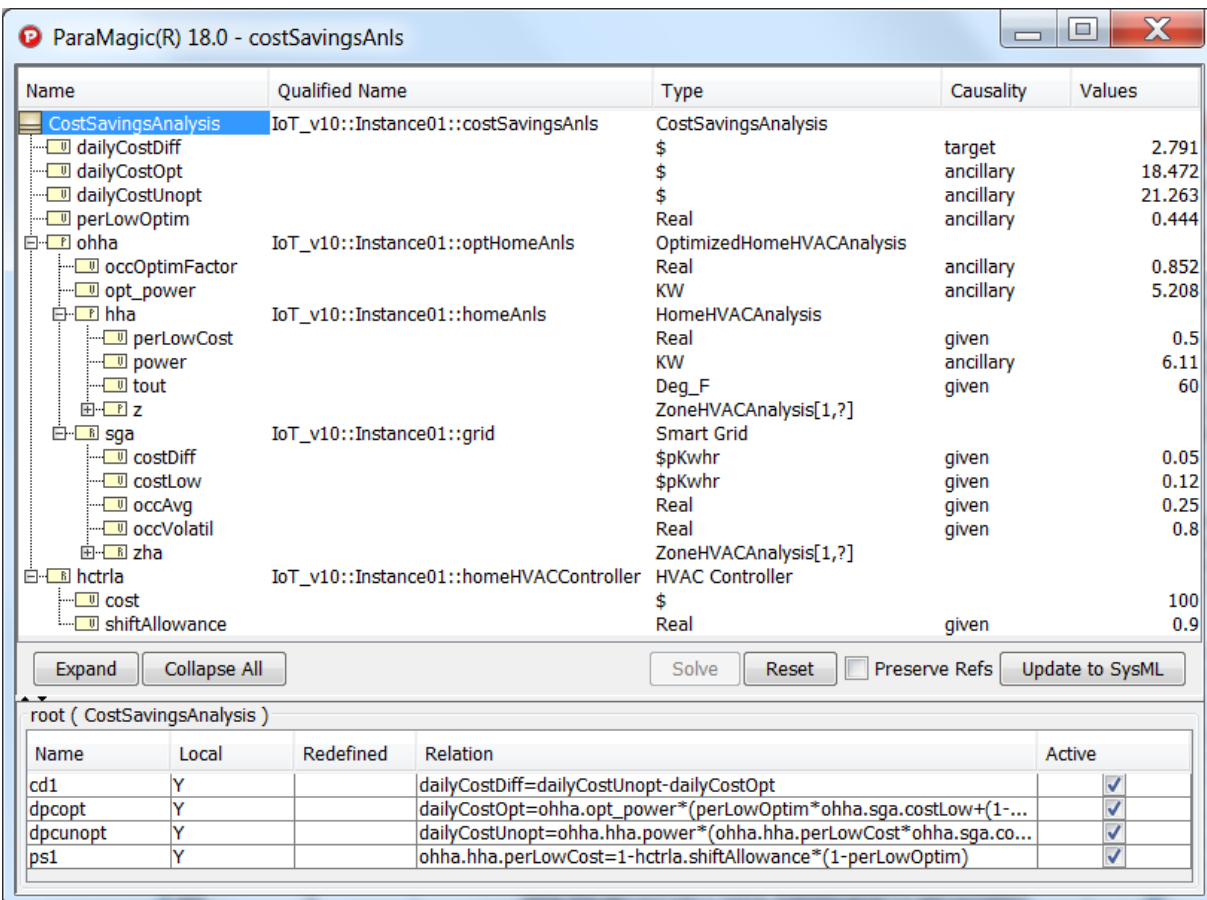 ParaMagic(R) 18.0 - costSavingsAnls
Name Qualified Name Type Causality Values
CostSavingsAnalysis IoT_v10::Instance01::costSavingsAnls CostSavingsAnalysis
dailyCostDiff $ target 2.791
dailyCostOpt $ ancillary 18.472
dailyCostUnopt $ ancillary 21.263
perLowOptim Real ancillary 0.444
ohha IoT_v10::Instance01::optHomeAnls OptimizedHomeHVACAnalysis
occOptimFactor Real ancillary 0.852
opt_power KW ancillary 5.208
hha IoT_v10::Instance01::homeAnls HomeHVACAnalysis
perLowCost Real given 0.5
power KW ancillary 6.11
tout Deg_F given 60
z ZoneHVACAnalysis[1,?]
sga IoT_v10::Instance01::grid Smart Grid
costDiff $pKwhr given 0.05
costLow $pKwhr given 0.12
occAvg Real given 0.25
occVolatil Real given 0.8
zha ZoneHVACAnalysis[1,?]
hctrla IoT_v10::Instance01::homeHVACController HVAC Controller
cost $ 100
shiftAllowance Real given 0.9
Expand Collapse All Solve Reset Preserve Refs Update to SysML
root ( CostSavingsAnalysis )
Name Local Redefined Relation Active
cd1 Y dailyCostDiff=dailyCostUnopt-dailyCostOpt
dpcopt Y dailyCostOpt=ohha.opt_power*(perLowOptim*ohha.sga.costLow+(1-...
dpcunopt Y dailyCostUnopt=ohha.hha.power*(ohha.hha.perLowCost*ohha.sga.co...
ps1 Y ohha.hha.perLowCost=1-hctrla.shiftAllowance*(1-perLowOptim)